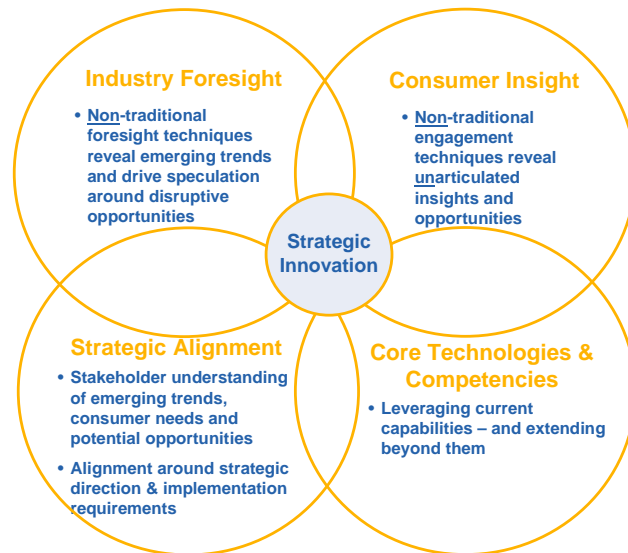 Industry Foresight
• Non-traditional
foresight techniques
reveal emerging trends
and drive speculation
around disruptive
opportunities
Consumer Insight
• Non-traditional
engagement
techniques reveal
unarticulated
insights and
opportunities
Strategic
Innovation
Strategic Alignment
• Stakeholder understanding
of emerging trends,
consumer needs and
potential opportunities
• Alignment around strategic
direction & implementation
requirements
Core Technologies &
Competencies
• Leveraging current
capabilities – and extending
beyond them